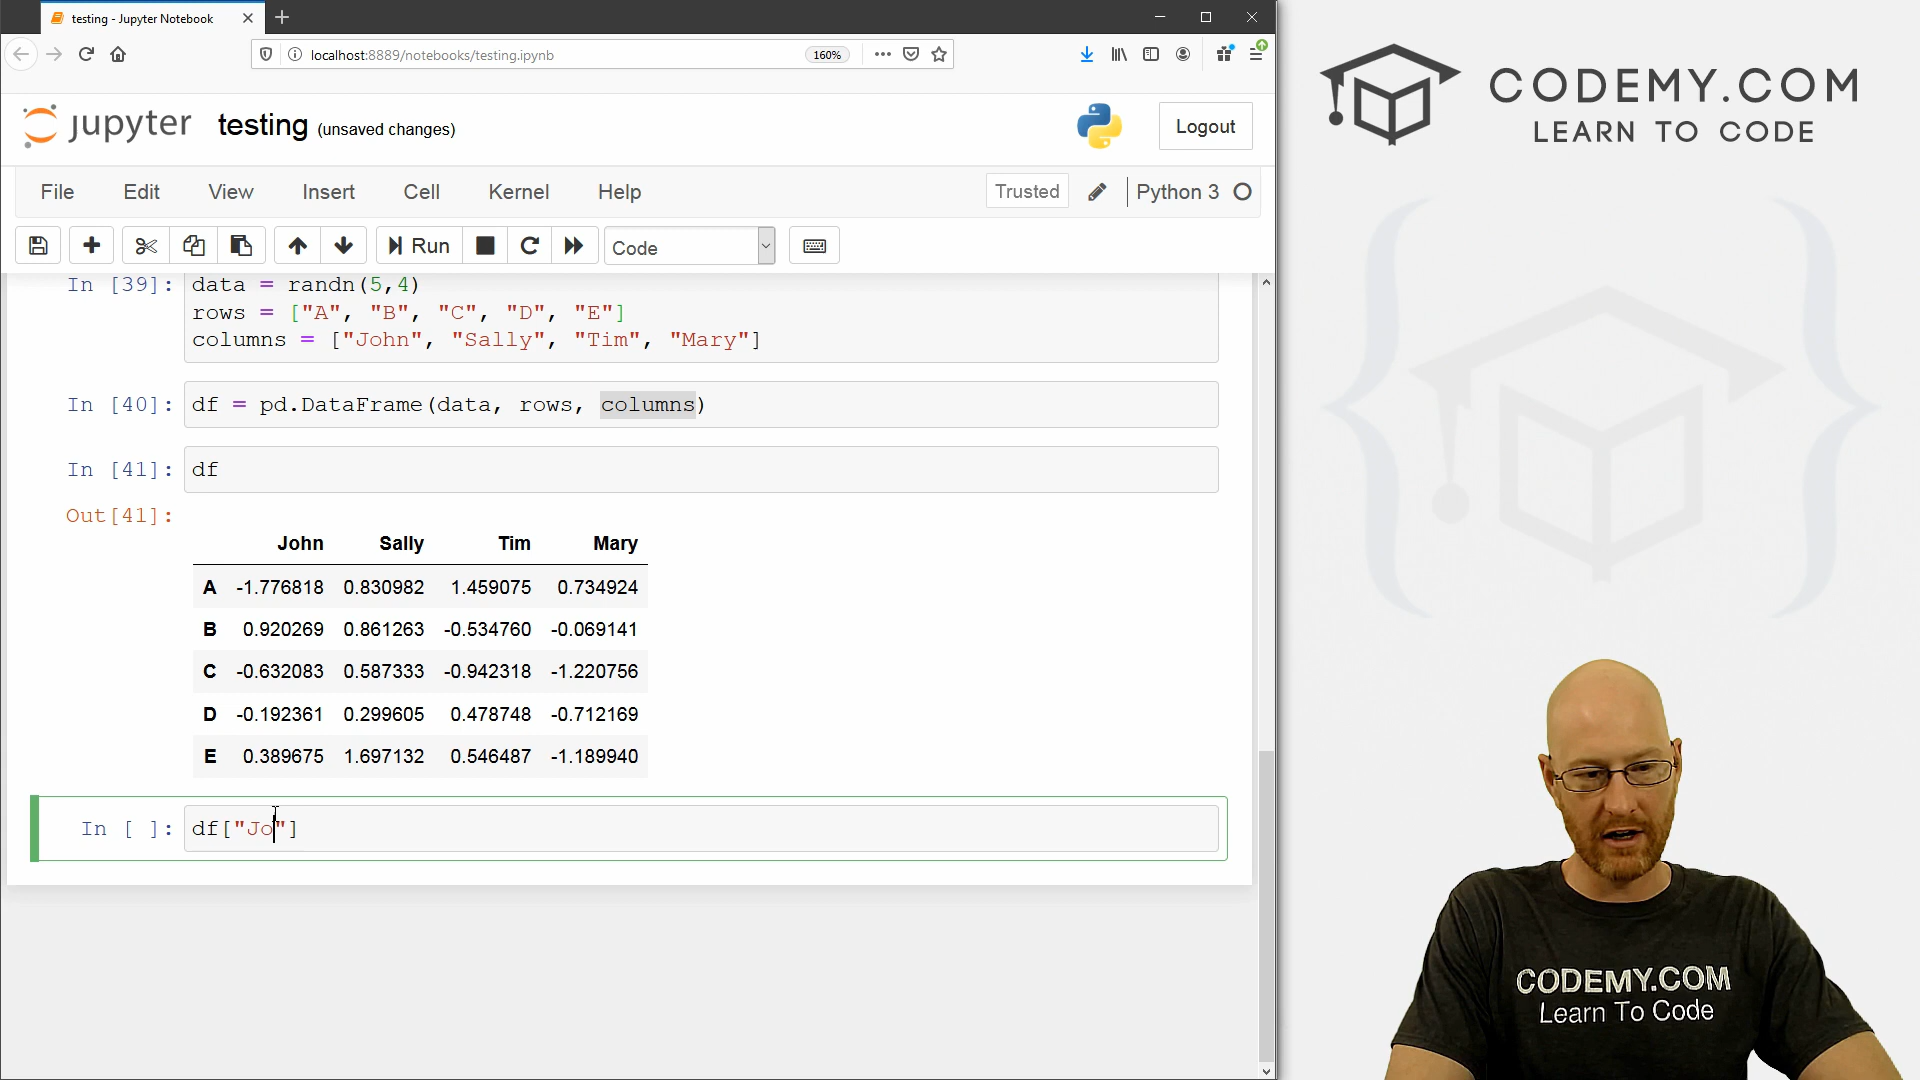 testing - Jupyter Notebook
localhost:8889/notebooks/testing.ipynb
160%
jupyter testing (unsaved changes)
Logout
File Edit View Insert Cell Kernel Help
Trusted
Python 3
Run
Code
In [39]: data = randn(5,4)
rows = ["A", "B", "C", "D", "E"]
columns = ["John", "Sally", "Tim", "Mary"]
In [40]: df = pd.DataFrame(data, rows, columns)
In [41]: df
Out[41]:
John Sally Tim Mary
A -1.776818 0.830982 1.459075 0.734924
B 0.920269 0.861263 -0.534760 -0.069141
C -0.632083 0.587333 -0.942318 -1.220756
D -0.192361 0.299605 0.478748 -0.712169
E 0.389675 1.697132 0.546487 -1.189940
In [ ]: df["Jo"]
CODEMY.COM
LEARN TO CODE
CODEMY.COM
Learn To Code